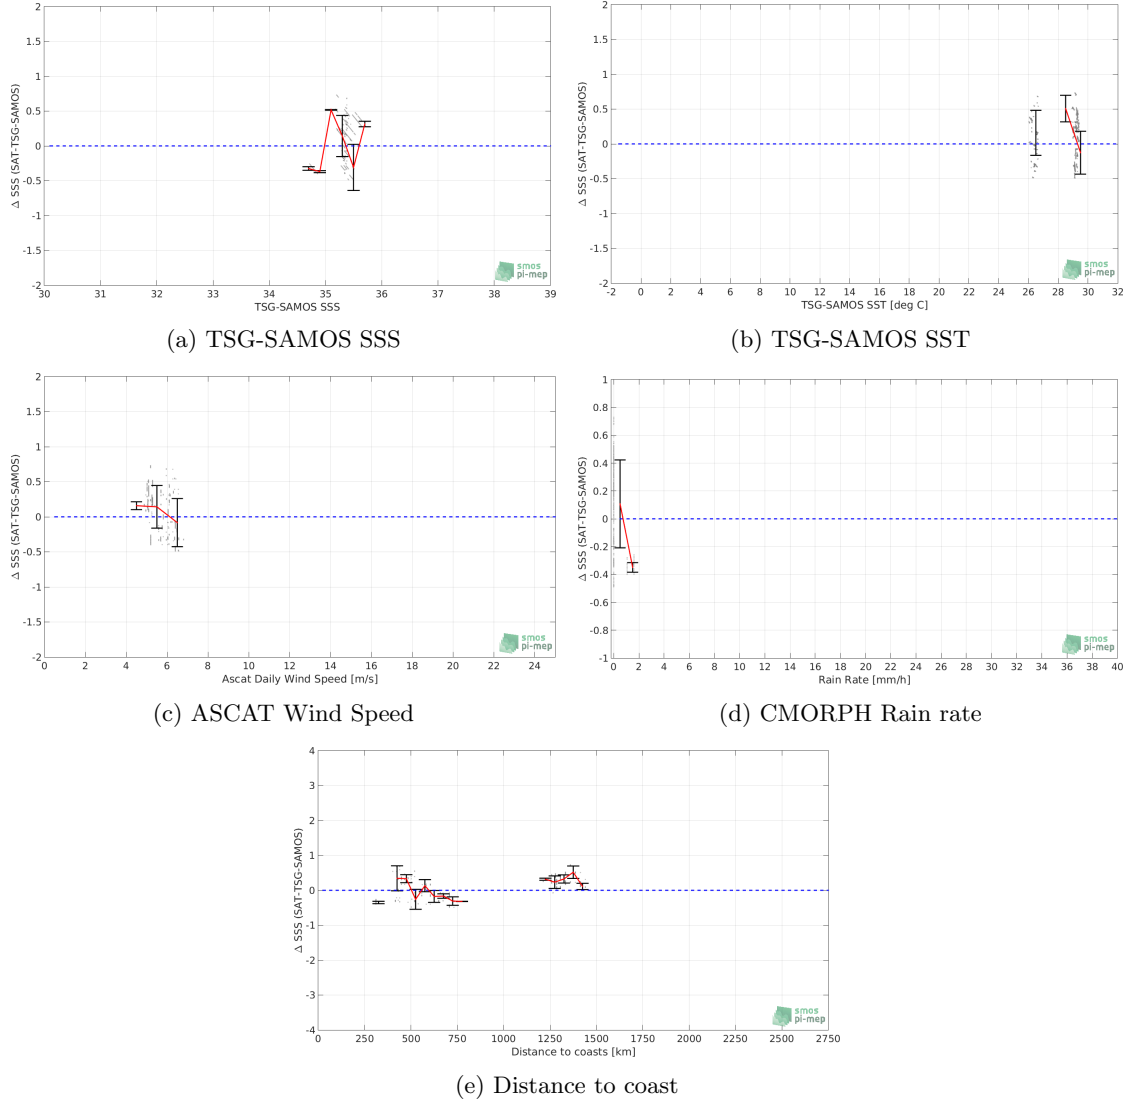 2
1.5
1
0.5
0
-0.5
-1
-1.5
-2
Δ SSS (SAT-TSG-SAMOS)
30 31 32 33 34 35 36 37 38 39
TSG-SAMOS SSS
smos
pi-mep
(a) TSG-SAMOS SSS
2
1.5
1
0.5
0
-0.5
-1
-1.5
-2
Δ SSS (SAT-TSG-SAMOS)
-2 0 2 4 6 8 10 12 14 16 18 20 22 24 26 28 30 32
TSG-SAMOS SST [deg C]
smos
pi-mep
(b) TSG-SAMOS SST
2
1.5
1
0.5
0
-0.5
-1
-1.5
-2
Δ SSS (SAT-TSG-SAMOS)
0 2 4 6 8 10 12 14 16 18 20 22 24
Ascat Daily Wind Speed [m/s]
smos
pi-mep
(c) ASCAT Wind Speed
1
0.8
0.6
0.4
0.2
0
-0.2
-0.4
-0.6
-0.8
-1
Δ SSS (SAT-TSG-SAMOS)
0 2 4 6 8 10 12 14 16 18 20 22 24 26 28 30 32 34 36 38 40
Rain Rate [mm/h]
smos
pi-mep
(d) CMORPH Rain rate
4
3
2
1
0
-1
-2
-3
-4
Δ SSS (SAT-TSG-SAMOS)
0 250 500 750 1000 1250 1500 1750 2000 2250 2500 2750
Distance to coasts [km]
smos
pi-mep
(e) Distance to coast